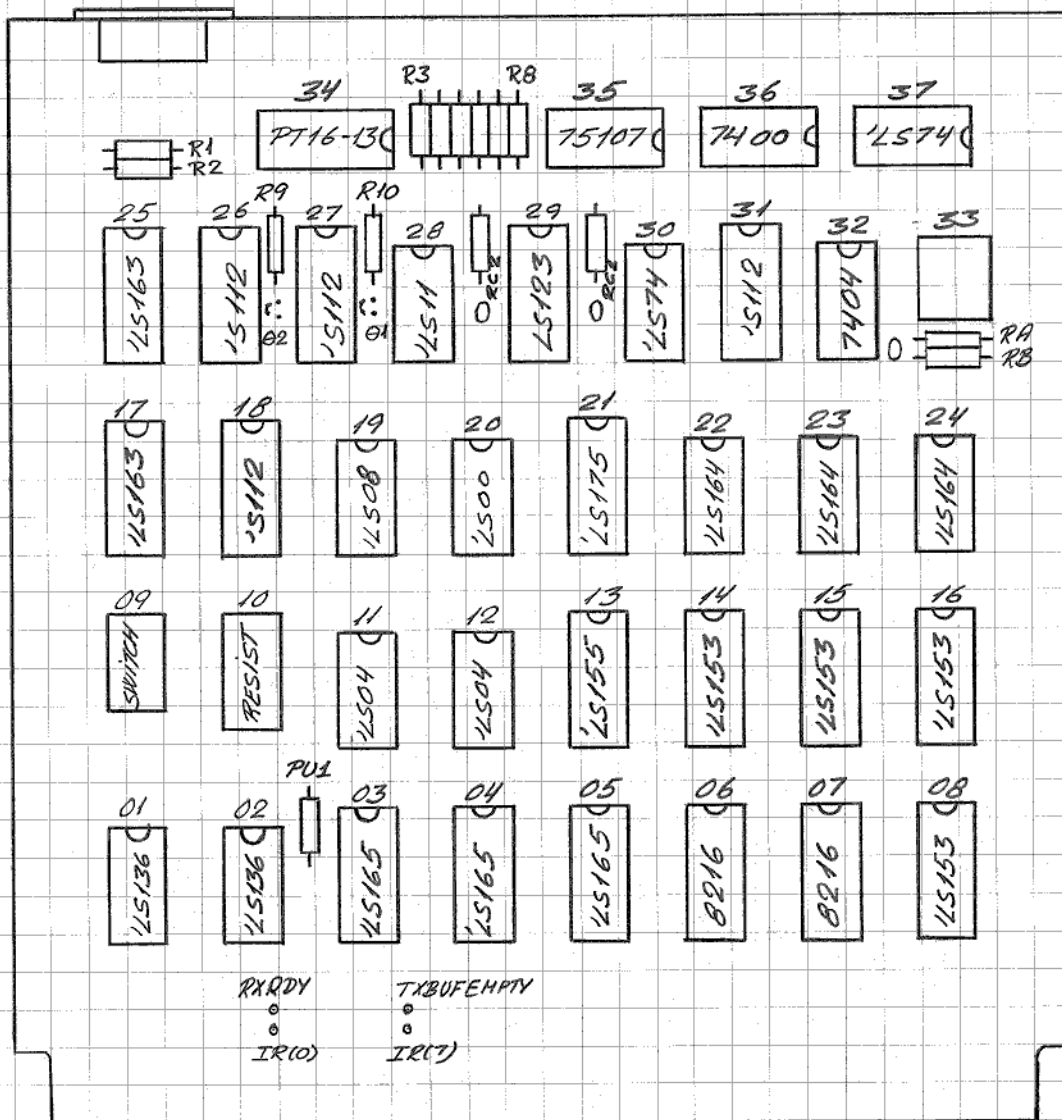 34 R3 R8 35 36 37
PT16-13 75107 7400 'LS74
R1
R2
R9 R10
25 26 27 28 29 30 31 32 33
'LS163 'S112 'S112 'LS11 RC2 LS123 RC2 'LS74 'S112 7404
Θ2 Θ1
RA
RB
17 18 19 20 21 22 23 24
'LS163 'S112 'LS08 'LS00 'LS175 'LS164 'LS164 'LS164
09 10 11 12 13 14 15 16
SWITCH RESIST 'LS04 'LS04 'LS155 'LS153 'LS153 'LS153
PU1
01 02 03 04 05 06 07 08
'LS136 'LS136 'LS165 'LS165 'LS165 8216 8216 'LS153
RXRDY TXBUFEMPTY
IR(0) IR(7)